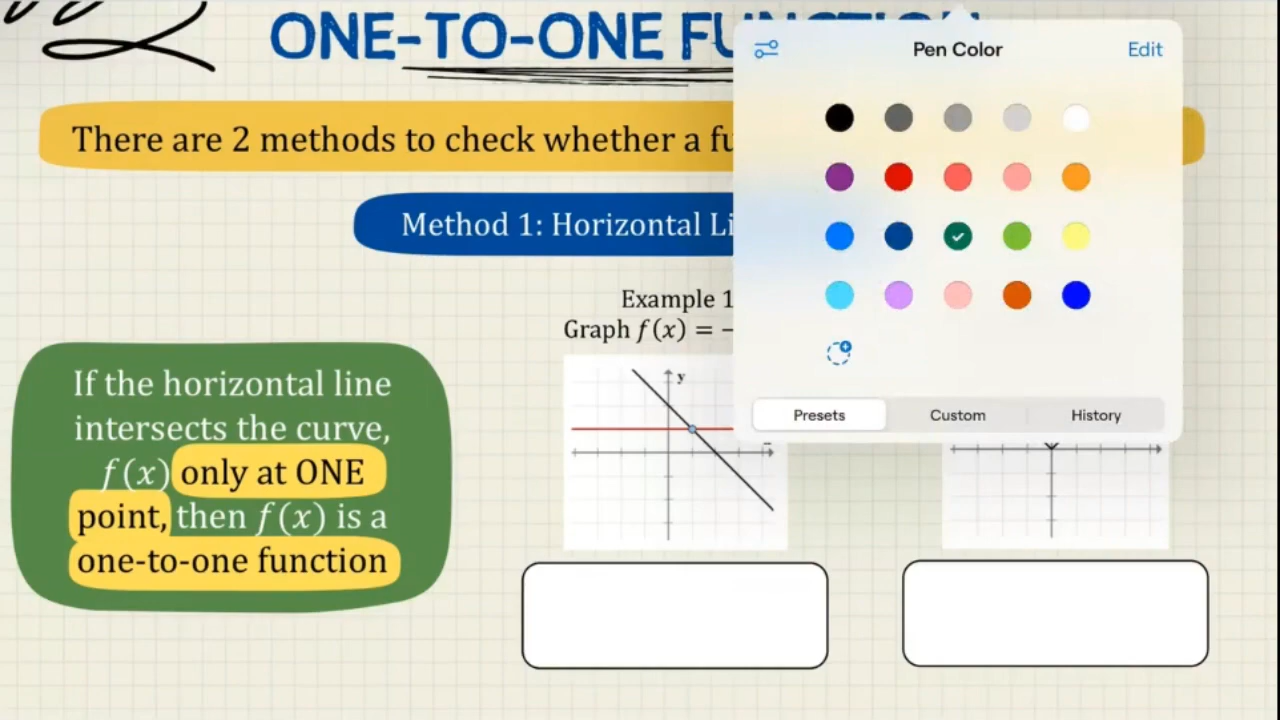 ONE-TO-ONE FU
Pen Color
Edit
There are 2 methods to check whether a fu
Method 1: Horizontal Li
Example 1
Graph f(x) = −
y
If the horizontal line
intersects the curve,
f(x) only at ONE
point, then f(x) is a
one-to-one function
Presets
Custom
History